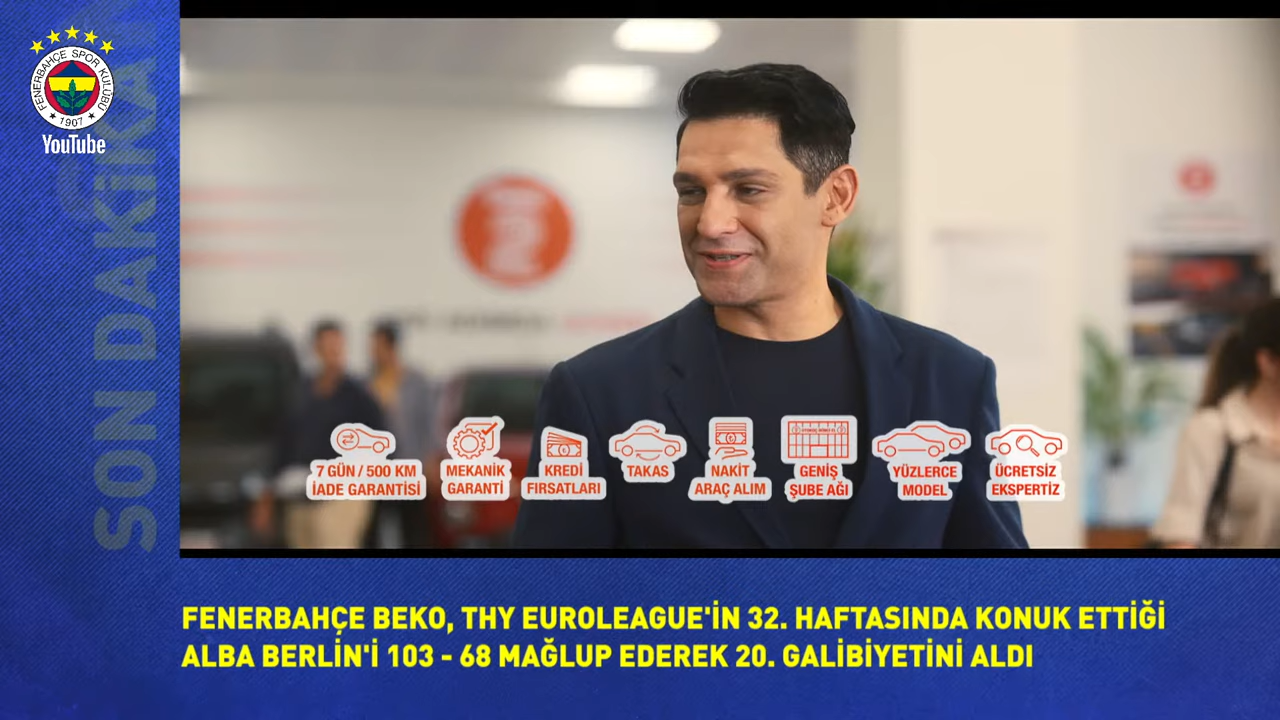 FENERBAHÇE SPOR KULÜBÜ
1907
YouTube
SON DAKİKA
7 GÜN / 500 KM
İADE GARANTİSİ
MEKANİK
GARANTİ
KREDİ
FIRSATLARI
TAKAS
NAKİT
ARAÇ ALIM
GENİŞ
ŞUBE AĞI
YÜZLERCE
MODEL
ÜCRETSİZ
EKSPERTİZ
FENERBAHÇE BEKO, THY EUROLEAGUE'İN 32. HAFTASINDA KONUK ETTİĞİ
ALBA BERLİN'İ 103 - 68 MAĞLUP EDEREK 20. GALİBİYETİNİ ALDI